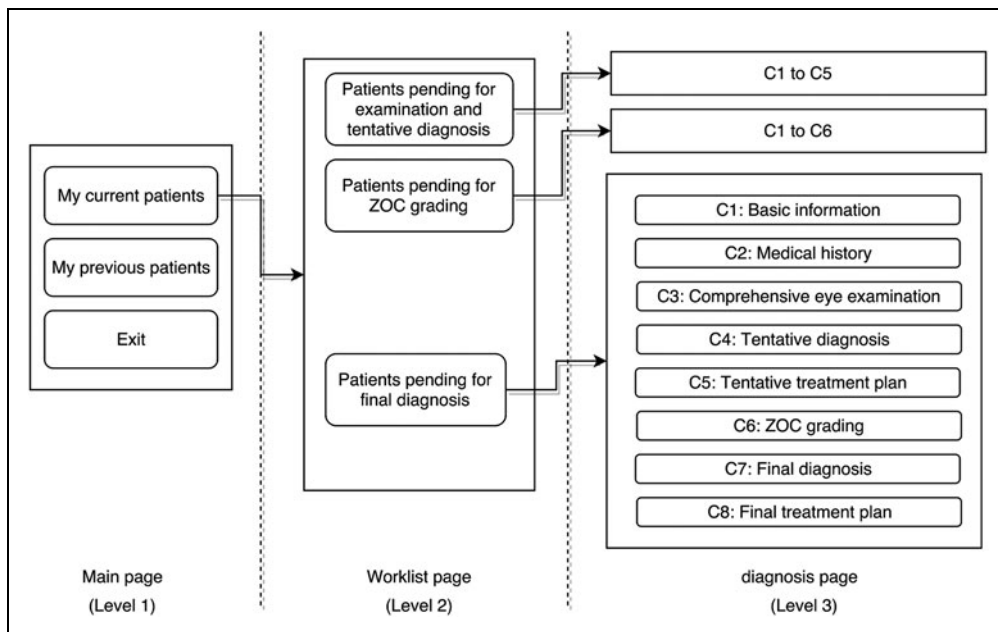 My current patients
My previous patients
Exit
Main page
(Level 1)
Patients pending for
examination and
tentative diagnosis
Patients pending for
ZOC grading
Patients pending for
final diagnosis
Worklist page
(Level 2)
C1 to C5
C1 to C6
C1: Basic information
C2: Medical history
C3: Comprehensive eye examination
C4: Tentative diagnosis
C5: Tentative treatment plan
C6: ZOC grading
C7: Final diagnosis
C8: Final treatment plan
diagnosis page
(Level 3)